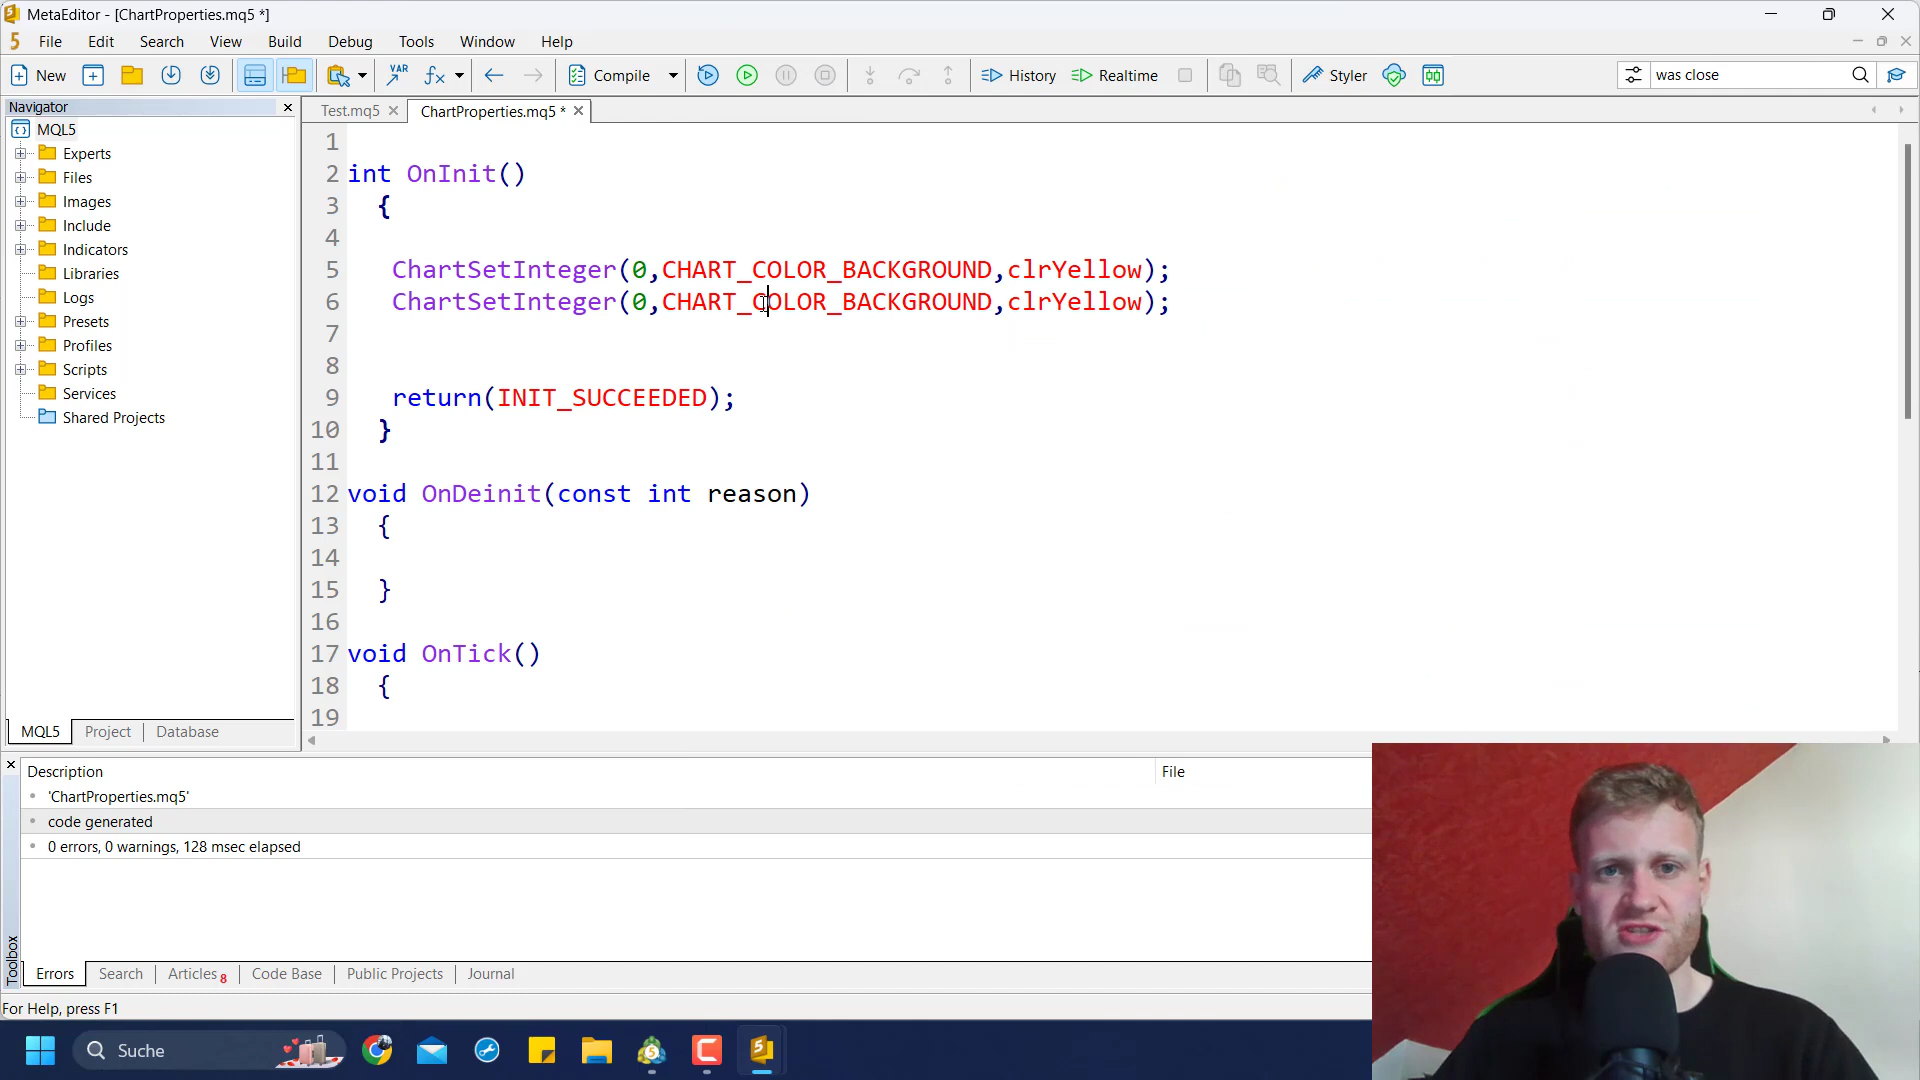 MetaEditor - [ChartProperties.mq5 *]
File Edit Search View Build Debug Tools Window Help
New VAR Compile History Realtime Styler was close
Navigator
MQL5
Experts
Files
Images
Include
Indicators
Libraries
Logs
Presets
Profiles
Scripts
Services
Shared Projects
MQL5 Project Database
Test.mq5 ChartProperties.mq5 *
1
2 int OnInit()
3 {
4
5 ChartSetInteger(0,CHART_COLOR_BACKGROUND,clrYellow);
6 ChartSetInteger(0,CHART_COLOR_BACKGROUND,clrYellow);
7
8
9 return(INIT_SUCCEEDED);
10 }
11
12 void OnDeinit(const int reason)
13 {
14
15 }
16
17 void OnTick()
18 {
19
Description File
'ChartProperties.mq5'
code generated
0 errors, 0 warnings, 128 msec elapsed
Toolbox
Errors Search Articles 8 Code Base Public Projects Journal
For Help, press F1
Suche